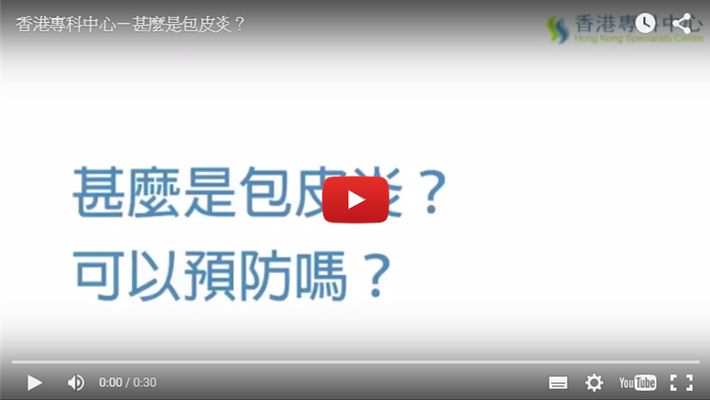 香港專科中心－甚麼是包皮炎？
香港專科中心
Hong Kong Specialists Centre
甚麼是包皮炎？
可以預防嗎？
0:00 / 0:30
YouTube